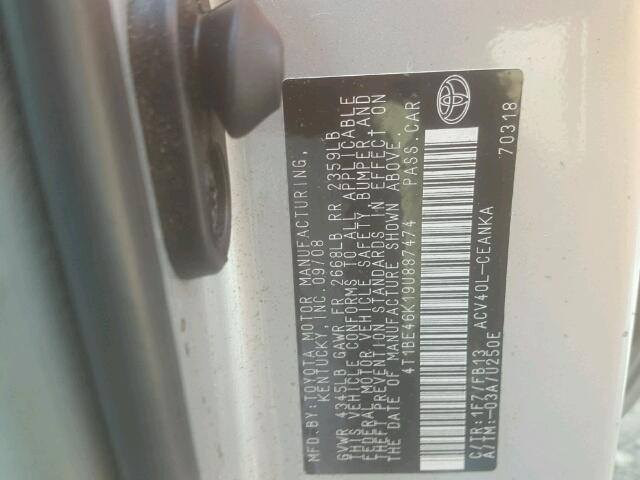 MFD.BY:TOYOTA MOTOR MANUFACTURING,
KENTUCKY, INC. 09/08
GVWR 4345LB GAWR FR 2668LB RR 2359LB
THIS VEHICLE CONFORMS TO ALL APPLICABLE
FEDERAL MOTOR VEHICLE SAFETY, BUMPER AND
THEFT PREVENTION STANDARDS IN EFFECT ON
THE DATE OF MANUFACTURE SHOWN ABOVE.
4T1BE46K19U887474 PASS.CAR
C/TR:1F7/FB13 ACV40L-CEANKA
A/TM:-03A/U250E
70318